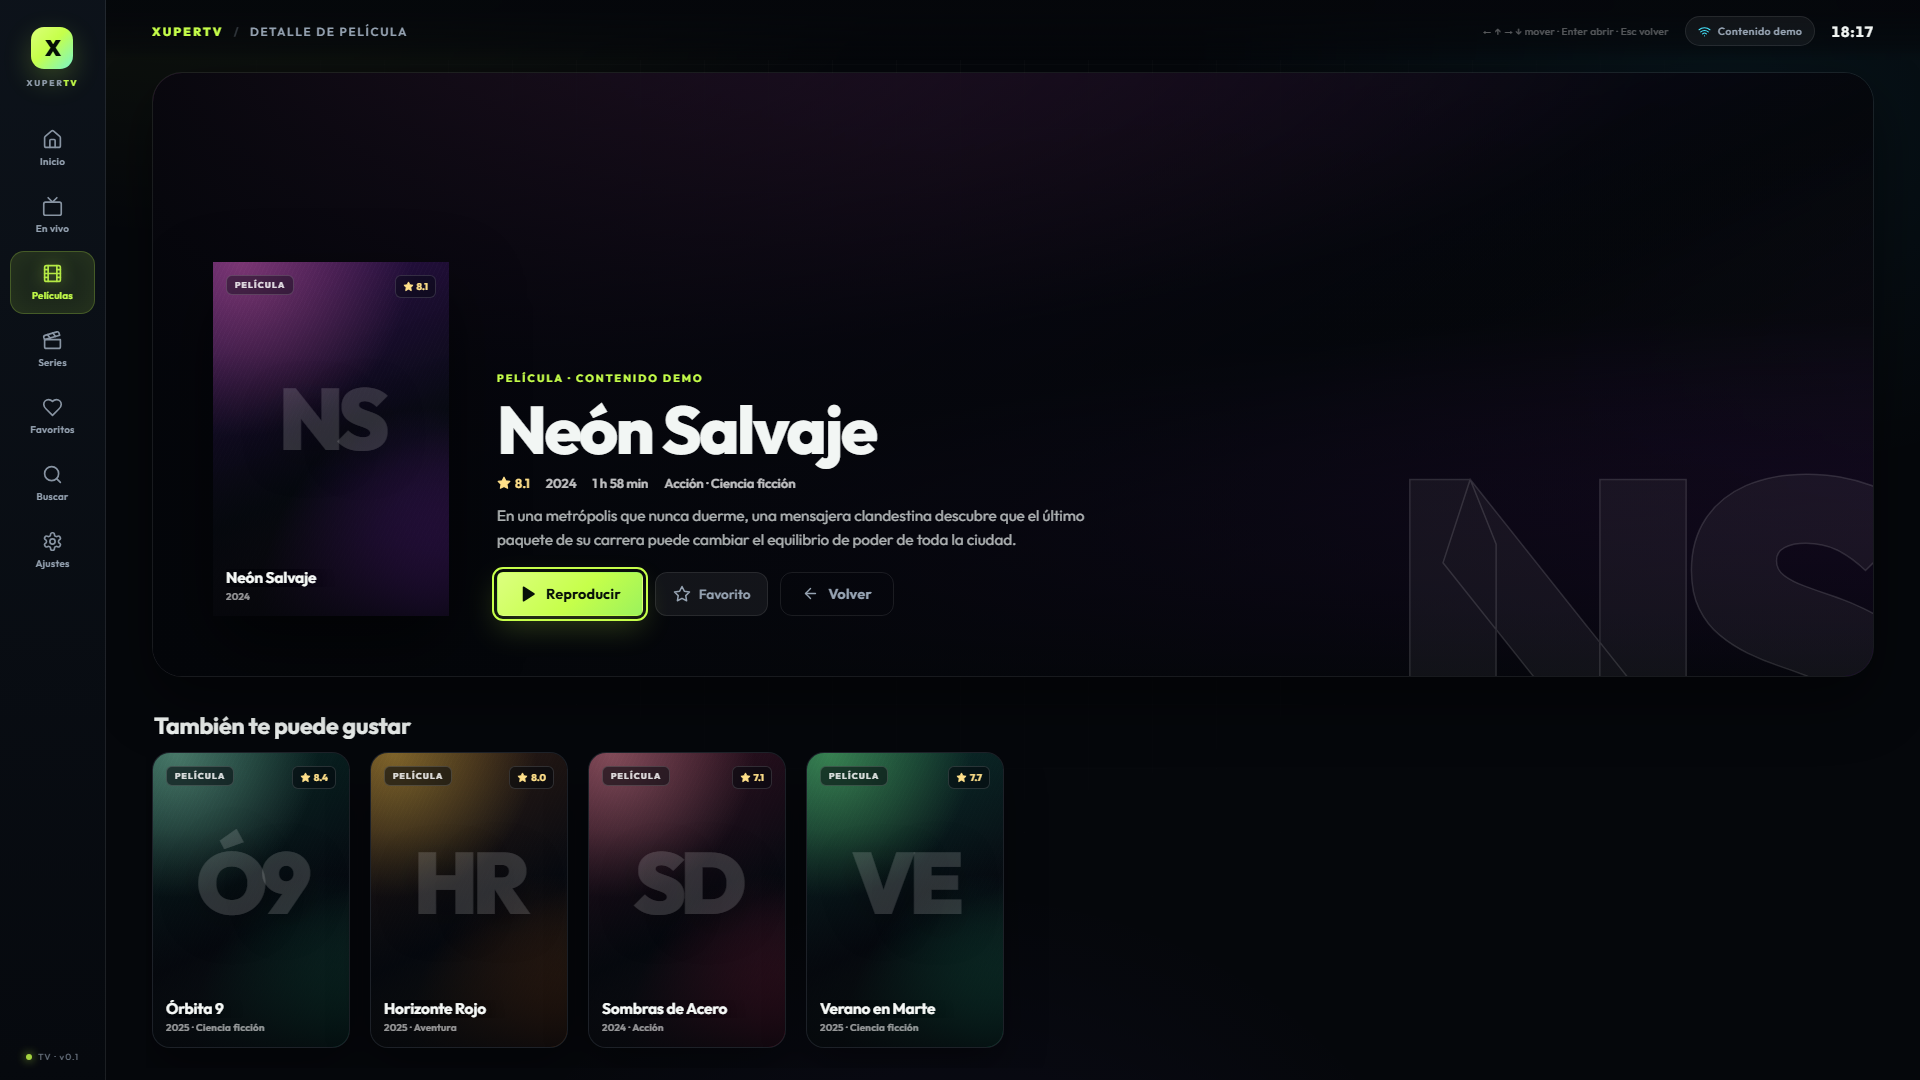 X
XUPERTV
Inicio
En vivo
Películas
Series
Favoritos
Buscar
Ajustes
TV · v0.1
XUPERTV / DETALLE DE PELÍCULA
← ↑ → ↓ mover · Enter abrir · Esc volver
Contenido demo
18:17
PELÍCULA
8.1
NS
Neón Salvaje
2024
PELÍCULA · CONTENIDO DEMO
Neón Salvaje
8.1 2024 1 h 58 min Acción · Ciencia ficción
En una metrópolis que nunca duerme, una mensajera clandestina descubre que el último
paquete de su carrera puede cambiar el equilibrio de poder de toda la ciudad.
Reproducir
Favorito
Volver
NS
También te puede gustar
PELÍCULA
8.4
Ó9
Órbita 9
2025 · Ciencia ficción
PELÍCULA
8.0
HR
Horizonte Rojo
2025 · Aventura
PELÍCULA
7.1
SD
Sombras de Acero
2024 · Acción
PELÍCULA
7.7
VE
Verano en Marte
2025 · Ciencia ficción